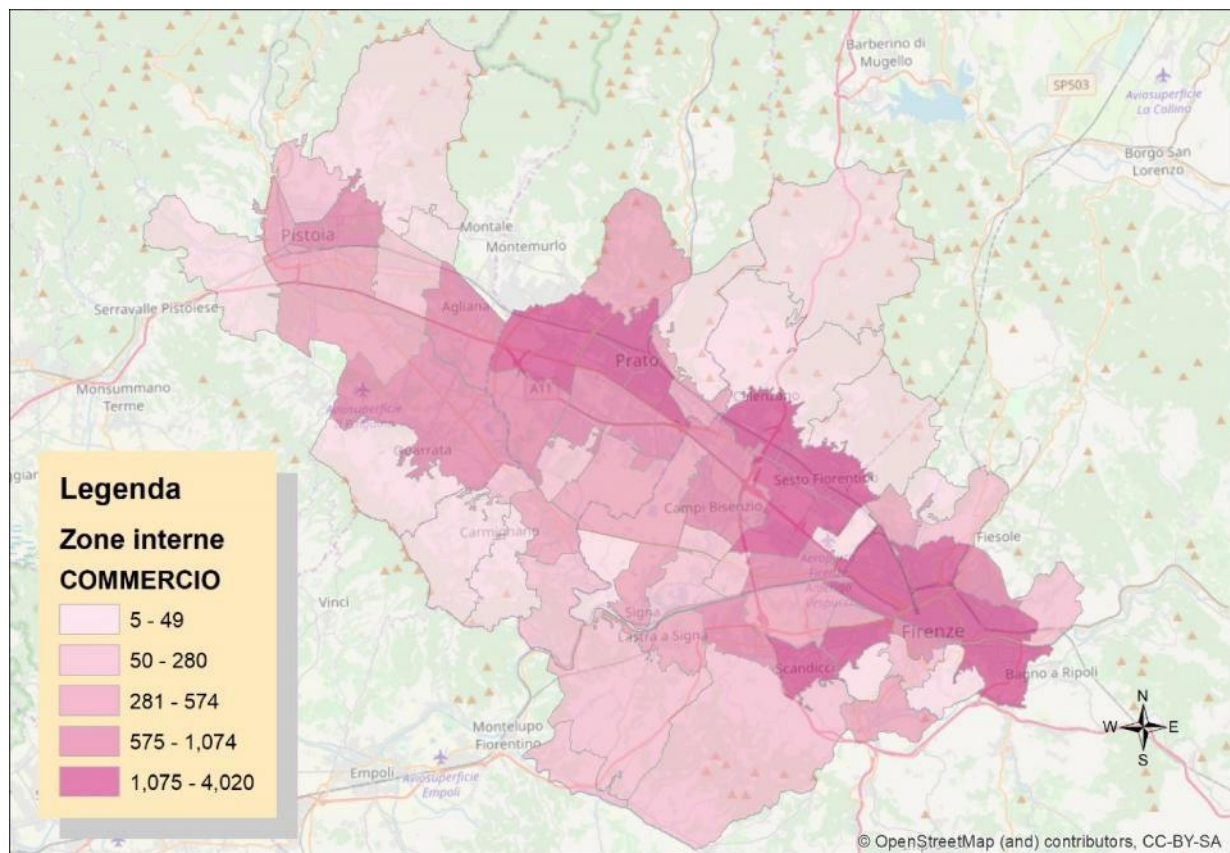 Barberino di
Mugello
SP503
Aviosuperficie
La Collina
Borgo San
Lorenzo
Pistoia
Montale
Montemurlo
Serravalle Pistoiese
Agliana
Prato
A11
Monsummano
Terme
Aviosuperficie
Calenzano
Quarrata
Sesto Fiorentino
Campi Bisenzio
Carmignano
Fiesole
Vinci
Signa
Lastra a Signa
Firenze
Scandicci
Bagno a Ripoli
Montelupo
Fiorentino
Empoli
Aviosuperficie
Empoli
Legenda
Zone interne
COMMERCIO
5 - 49
50 - 280
281 - 574
575 - 1,074
1,075 - 4,020
N
W E
S
© OpenStreetMap (and) contributors, CC-BY-SA